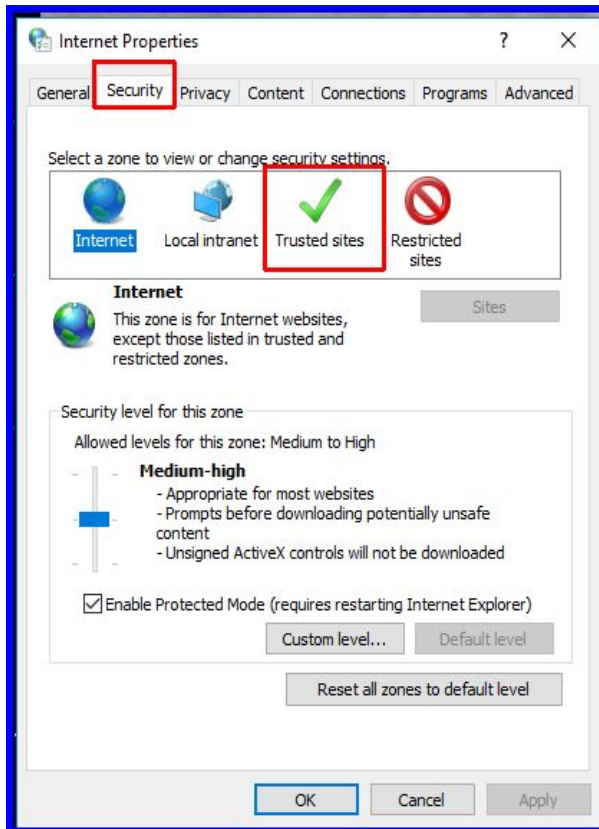 Internet Properties
?
General Security Privacy Content Connections Programs Advanced
Select a zone to view or change security settings.
Internet Local intranet Trusted sites Restricted
sites
Internet
Sites
This zone is for Internet websites,
except those listed in trusted and
restricted zones.
Security level for this zone
Allowed levels for this zone: Medium to High
Medium-high
- Appropriate for most websites
- Prompts before downloading potentially unsafe
content
- Unsigned ActiveX controls will not be downloaded
Enable Protected Mode (requires restarting Internet Explorer)
Custom level... Default level
Reset all zones to default level
OK Cancel Apply